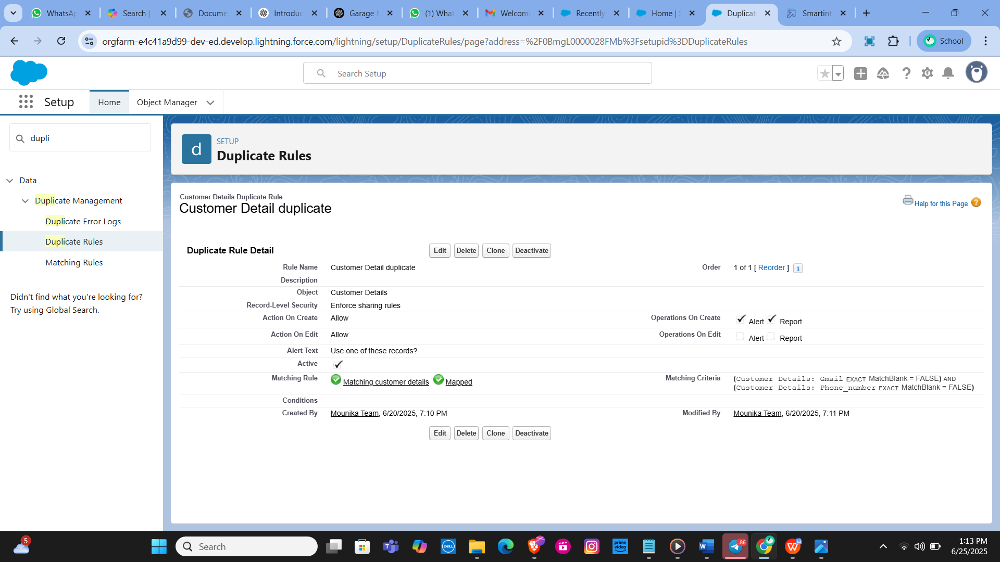 WhatsAp
Search |
Docume
Introduc
Garage M
(1) What
Welcom
Recently
Home | S
Duplicat
Smartint
orgfarm-e4c41a9d99-dev-ed.develop.lightning.force.com/lightning/setup/DuplicateRules/page?address=%2F0BmgL0000028FMb%3Fsetupid%3DDuplicateRules
School
Search Setup
Setup
Home
Object Manager
dupli
Data
Duplicate Management
Duplicate Error Logs
Duplicate Rules
Matching Rules
Didn't find what you're looking for?
Try using Global Search.
d
SETUP
Duplicate Rules
Customer Details Duplicate Rule
Customer Detail duplicate
Help for this Page
Duplicate Rule Detail
Edit Delete Clone Deactivate
Rule Name Customer Detail duplicate Order 1 of 1 [ Reorder ] i
Description
Object Customer Details
Record-Level Security Enforce sharing rules
Action On Create Allow Operations On Create Alert Report
Action On Edit Allow Operations On Edit Alert Report
Alert Text Use one of these records?
Active
Matching Rule Matching customer details Mapped Matching Criteria (Customer Details: Gmail EXACT MatchBlank = FALSE) AND
(Customer Details: Phone_number EXACT MatchBlank = FALSE)
Conditions
Created By Mounika Team, 6/20/2025, 7:10 PM Modified By Mounika Team, 6/20/2025, 7:11 PM
Edit Delete Clone Deactivate
5
Search
DELL
prime video
86
1:13 PM
6/25/2025